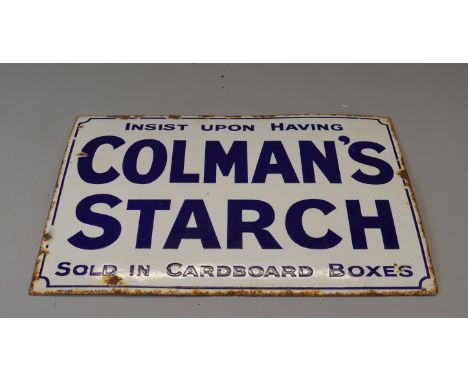 INSIST UPON HAVING
COLMAN'S
STARCH
SOLD IN CARDBOARD BOXES